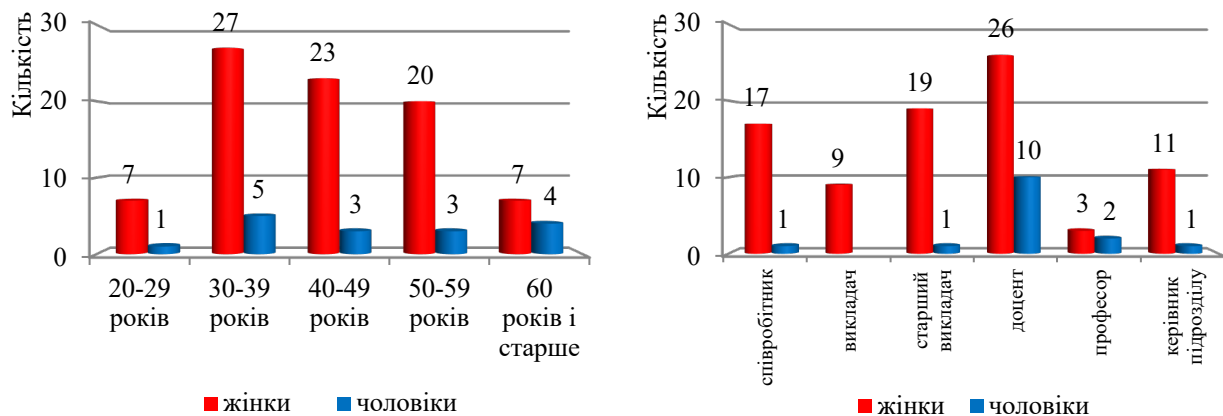 Кількість
30
20
10
0
27
23
20
7
7
5
1
3
3
4
20-29 років
30-39 років
40-49 років
50-59 років
60 років і старше
жінки
чоловіки
Кількість
30
20
10
0
26
19
17
11
9
10
3
2
1
1
1
співробітник
викладач
старший викладач
доцент
професор
керівник підрозділу
жінки
чоловіки